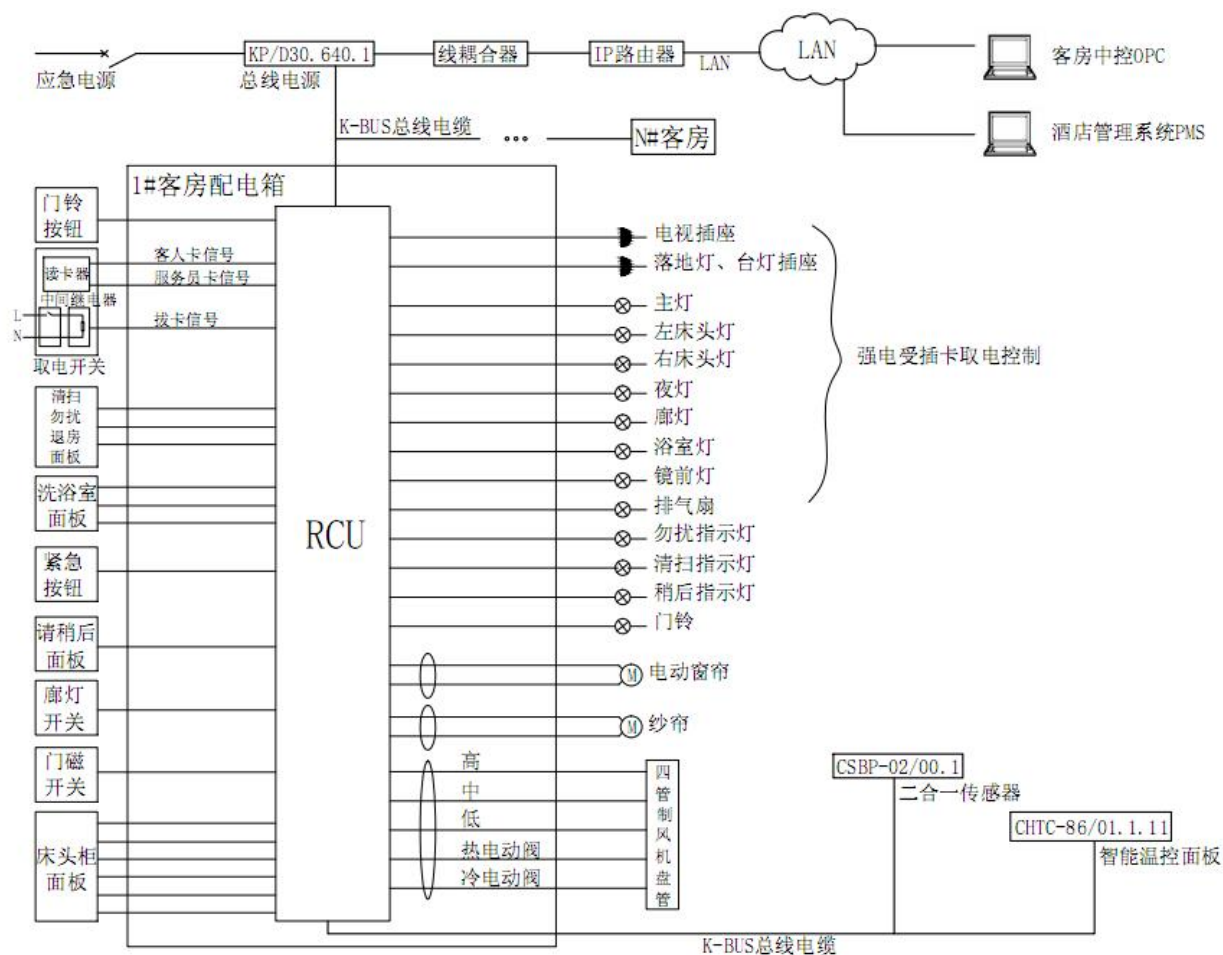 KP/D30.640.1
线耦合器
IP路由器
LAN
LAN
客房中控OPC
应急电源
总线电源
K-BUS总线电缆
...
N#客房
酒店管理系统PMS
1#客房配电箱
门铃
按钮
客人卡信号
读卡器
服务员卡信号
中间继电器
L
N
拔卡信号
取电开关
清扫
勿扰
退房
面板
洗浴室
面板
紧急
按钮
请稍后
面板
廊灯
开关
门磁
开关
床头柜
面板
RCU
电视插座
落地灯、台灯插座
主灯
左床头灯
右床头灯
夜灯
廊灯
浴室灯
镜前灯
排气扇
强电受插卡取电控制
勿扰指示灯
清扫指示灯
稍后指示灯
门铃
M
电动窗帘
M
纱帘
高
中
低
热电动阀
冷电动阀
四
管
制
风
机
盘
管
CSBP-02/00.1
二合一传感器
CHTC-86/01.1.11
智能温控面板
K-BUS总线电缆